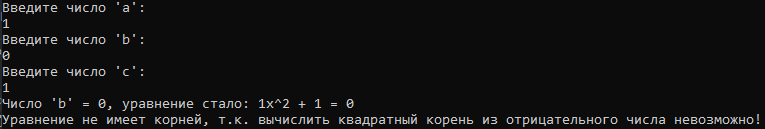 Введите число 'a':
1
Введите число 'b':
0
Введите число 'c':
1
Число 'b' = 0, уравнение стало: 1x^2 + 1 = 0
Уравнение не имеет корней, т.к. вычислить квадратный корень из отрицательного числа невозможно!